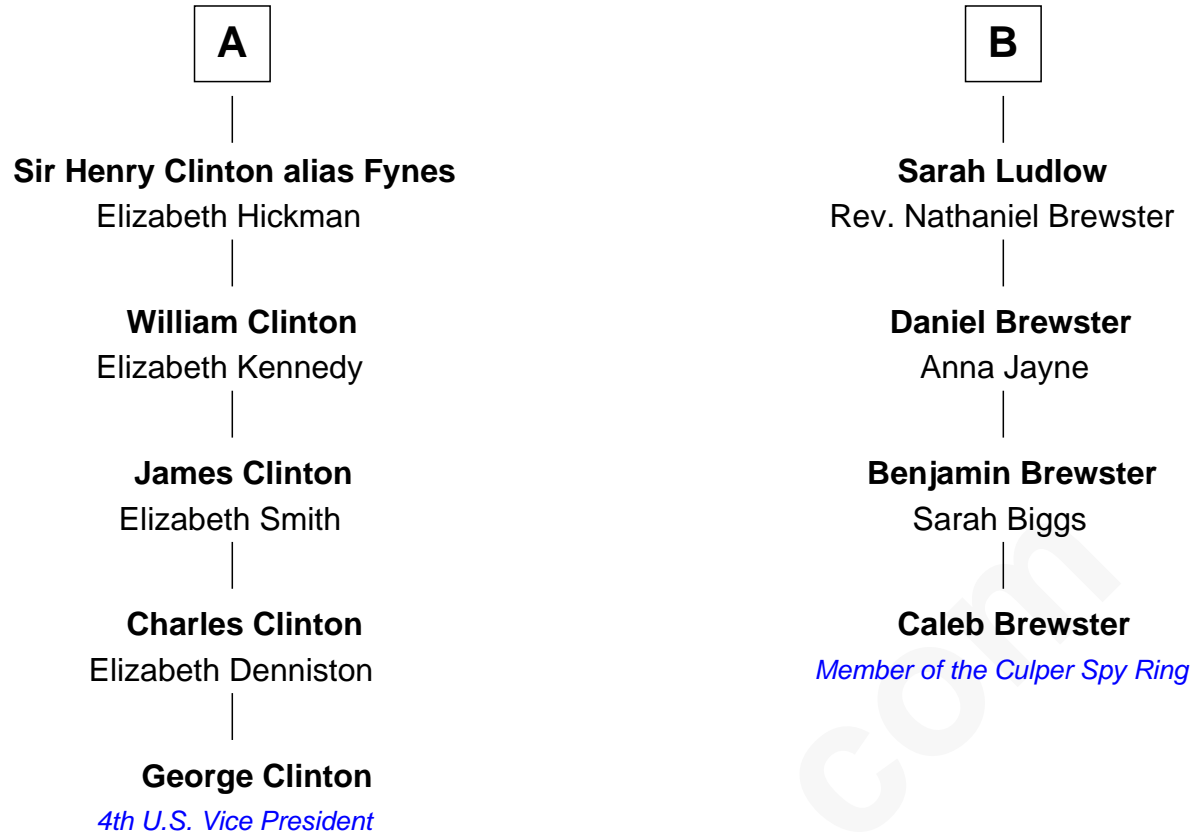 A
Sir Henry Clinton alias Fynes
Elizabeth Hickman
William Clinton
Elizabeth Kennedy
James Clinton
Elizabeth Smith
Charles Clinton
Elizabeth Denniston
George Clinton
4th U.S. Vice President
B
Sarah Ludlow
Rev. Nathaniel Brewster
Daniel Brewster
Anna Jayne
Benjamin Brewster
Sarah Biggs
Caleb Brewster
Member of the Culper Spy Ring
com